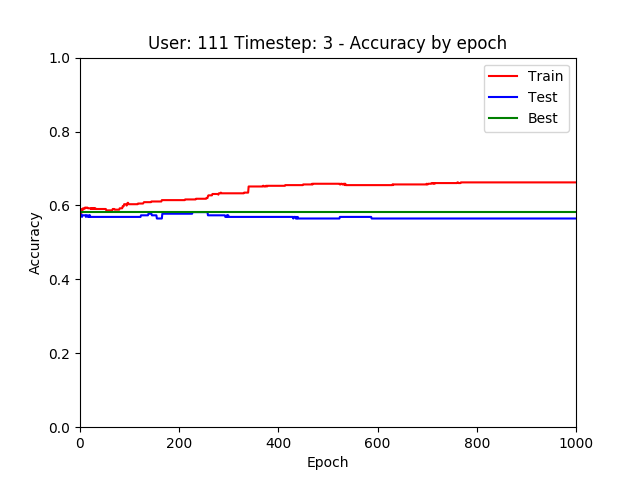 User: 111 Timestep: 3 - Accuracy by epoch
Train
Test
Best
Accuracy
1.0
0.8
0.6
0.4
0.2
0.0
0 200 400 600 800 1000
Epoch